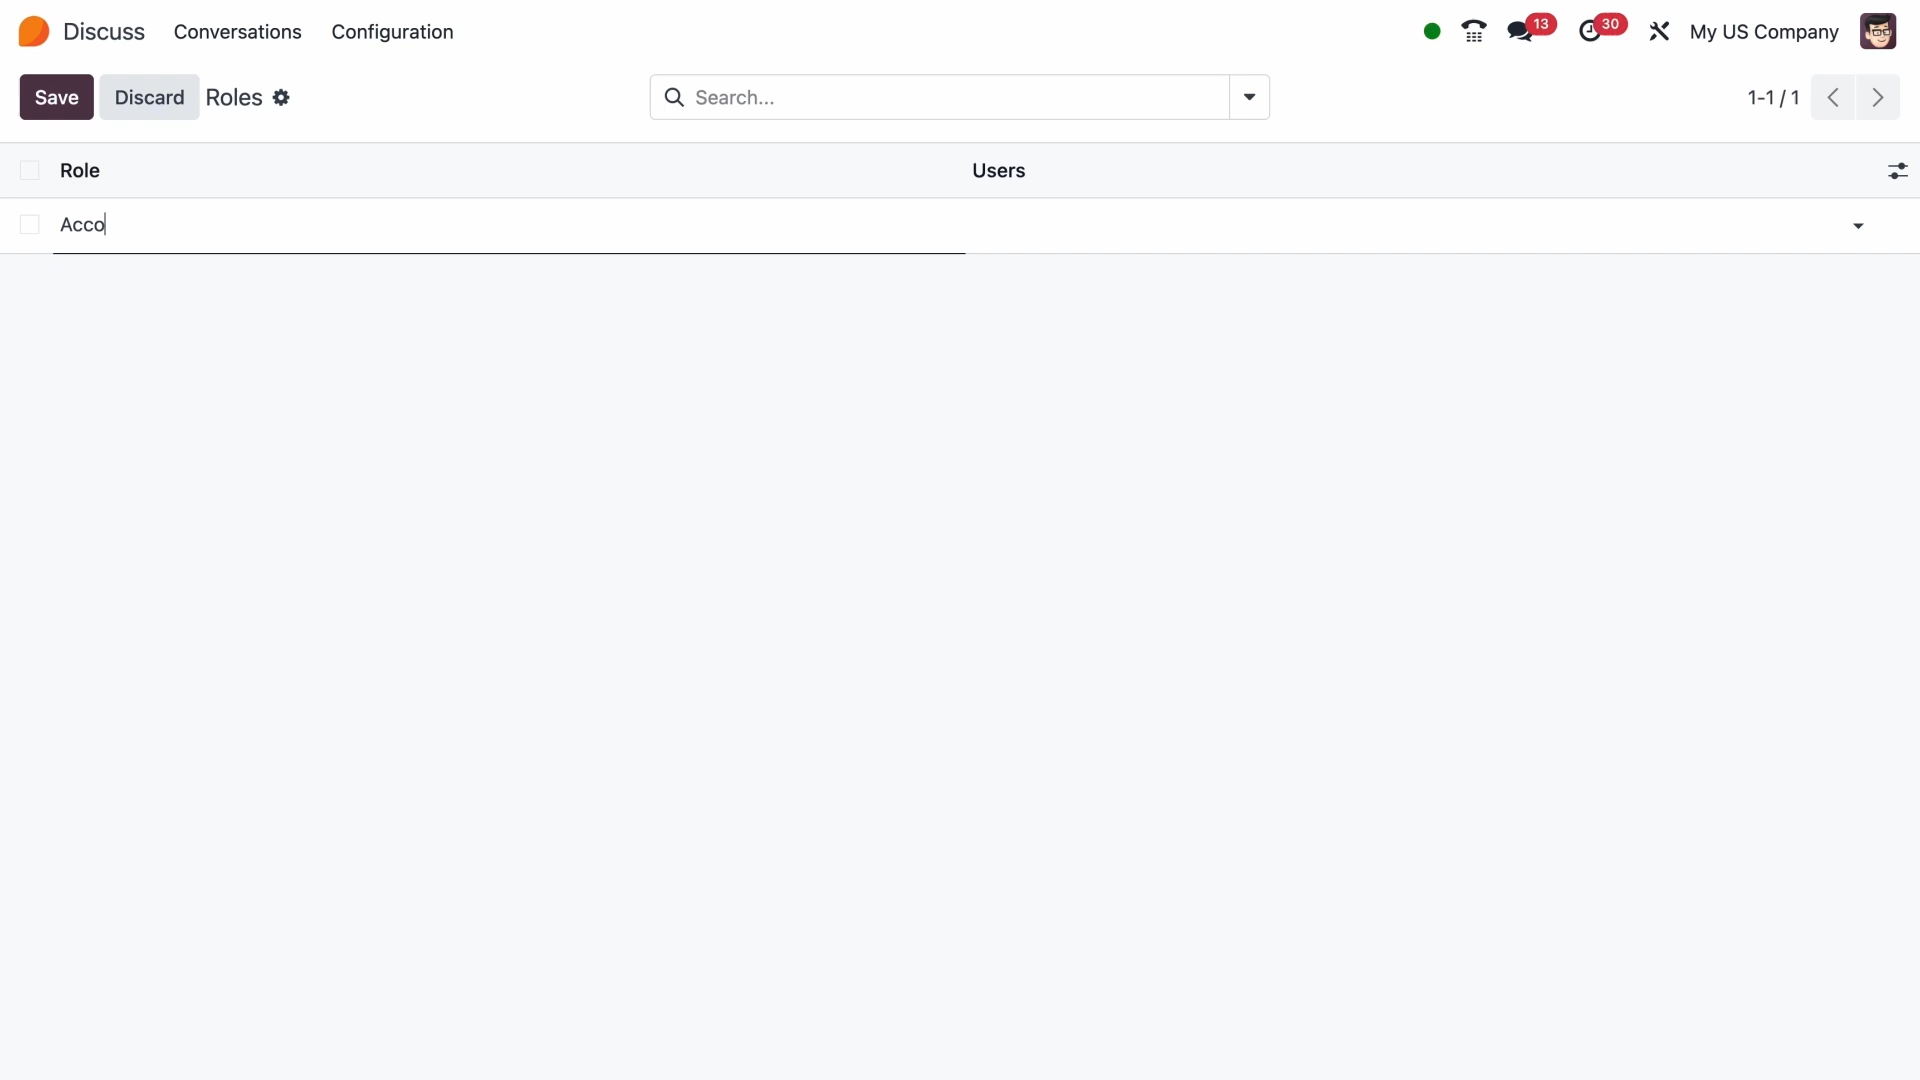 Discuss Conversations Configuration 13 30 My US Company
Save Discard Roles Search... 1-1 / 1
Role Users
Acco